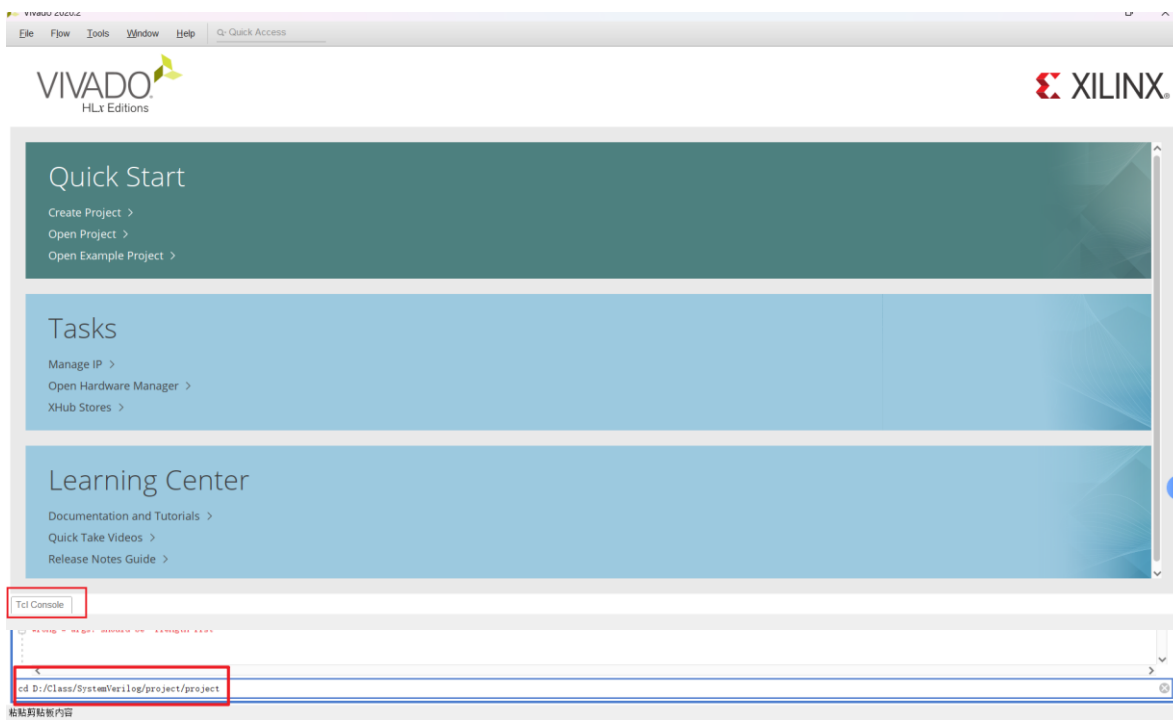 Vivado 2020.2
File Flow Tools Window Help Q- Quick Access
VIVADO.
HLx Editions
XILINX.
Quick Start
Create Project >
Open Project >
Open Example Project >
Tasks
Manage IP >
Open Hardware Manager >
XHub Stores >
Learning Center
Documentation and Tutorials >
Quick Take Videos >
Release Notes Guide >
Tcl Console
cd D:/Class/SystemVerilog/project/project
粘贴剪贴板内容